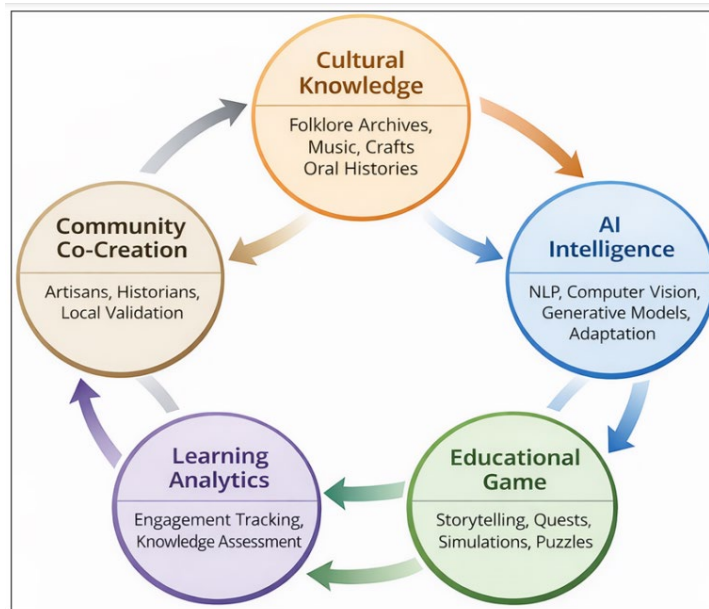 Cultural
Knowledge
Folklore Archives,
Music, Crafts
Oral Histories
AI
Intelligence
NLP, Computer Vision,
Generative Models,
Adaptation
Educational
Game
Storytelling, Quests,
Simulations, Puzzles
Learning
Analytics
Engagement Tracking,
Knowledge Assessment
Community
Co-Creation
Artisans, Historians,
Local Validation